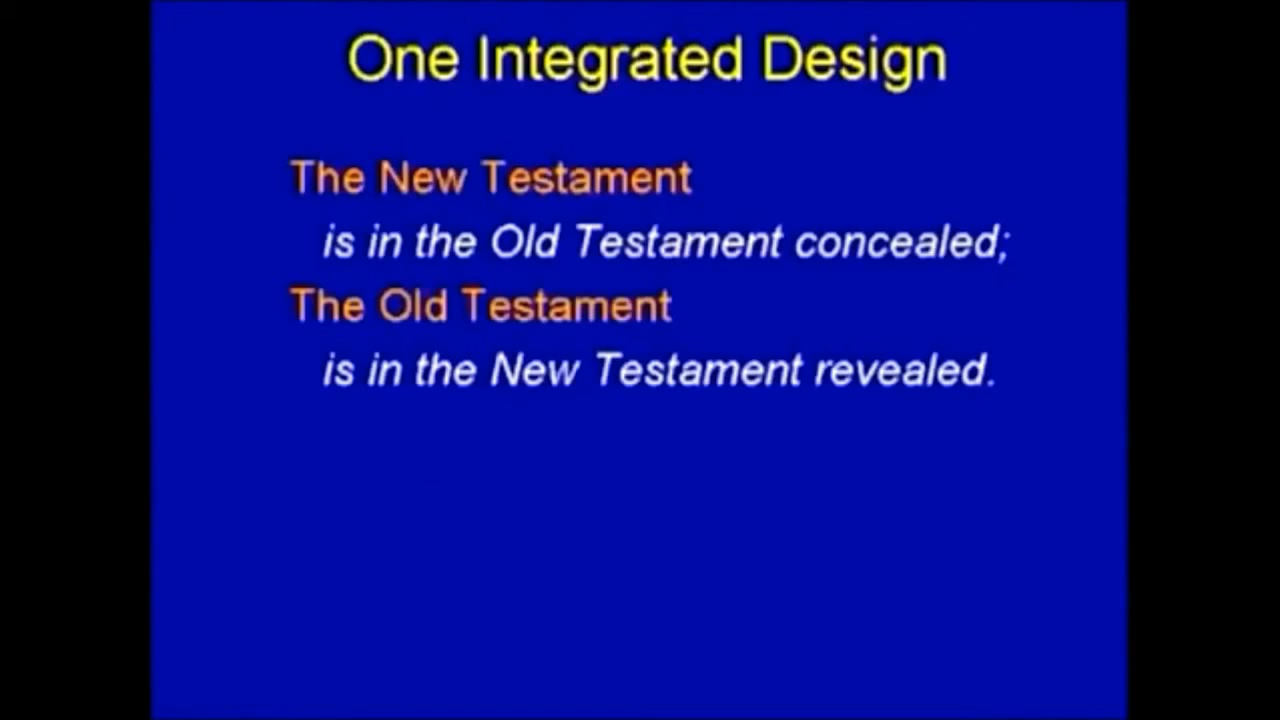 One Integrated Design
The New Testament
is in the Old Testament concealed;
The Old Testament
is in the New Testament revealed.